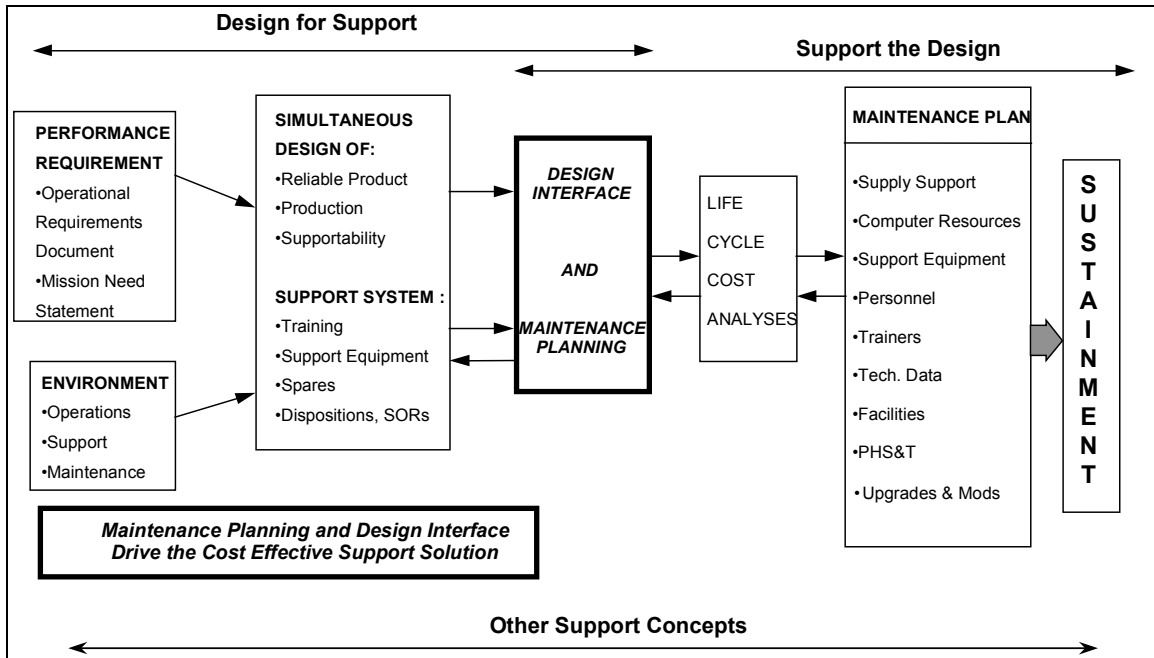 Design for Support
Support the Design
PERFORMANCE
REQUIREMENT
•Operational
Requirements
Document
•Mission Need
Statement
ENVIRONMENT
•Operations
•Support
•Maintenance
SIMULTANEOUS
DESIGN OF:
•Reliable Product
•Production
•Supportability
SUPPORT SYSTEM :
•Training
•Support Equipment
•Spares
•Dispositions, SORs
DESIGN
INTERFACE
AND
MAINTENANCE
PLANNING
LIFE
CYCLE
COST
ANALYSES
MAINTENANCE PLAN
•Supply Support
•Computer Resources
•Support Equipment
•Personnel
•Trainers
•Tech. Data
•Facilities
•PHS&T
•Upgrades & Mods
S
U
S
T
A
I
N
M
E
N
T
Maintenance Planning and Design Interface
Drive the Cost Effective Support Solution
Other Support Concepts